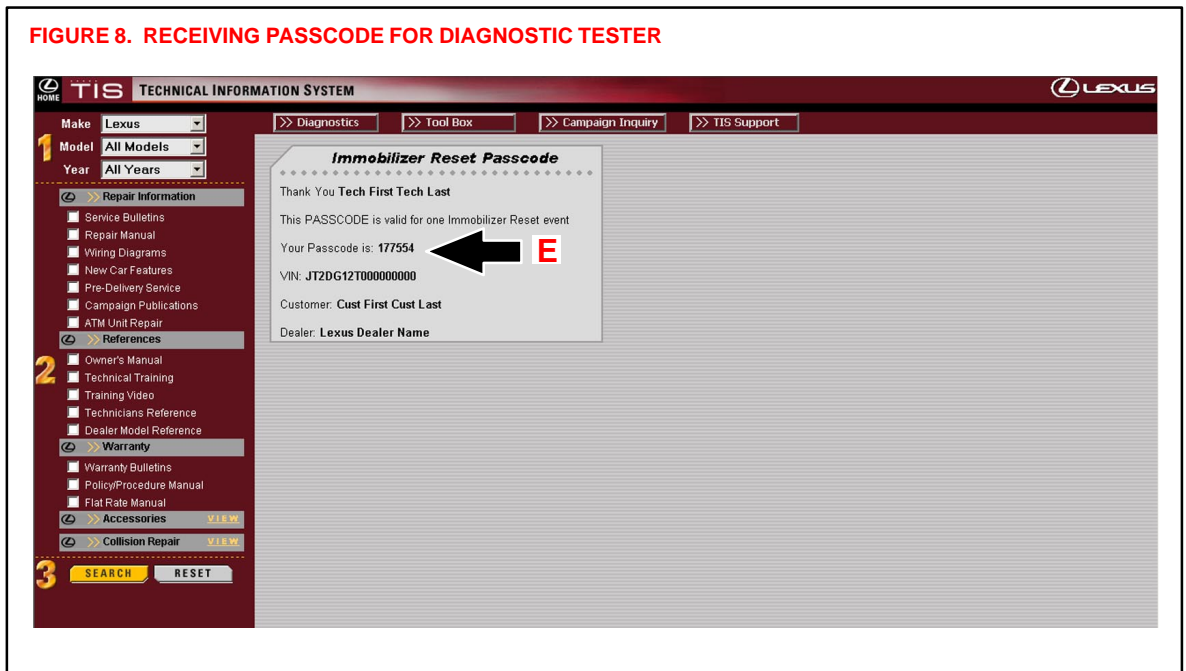 FIGURE 8. RECEIVING PASSCODE FOR DIAGNOSTIC TESTER
HOME TIS TECHNICAL INFORMATION SYSTEM LEXUS
Make Lexus
>> Diagnostics >> Tool Box >> Campaign Inquiry >> TIS Support
1 Model All Models
Year All Years
>> Repair Information
Service Bulletins
Repair Manual
Wiring Diagrams
New Car Features
Pre-Delivery Service
Campaign Publications
ATM Unit Repair
>> References
2 Owner's Manual
Technical Training
Training Video
Technicians Reference
Dealer Model Reference
>> Warranty
Warranty Bulletins
Policy/Procedure Manual
Flat Rate Manual
>> Accessories VIEW
>> Collision Repair VIEW
3 SEARCH RESET
Immobilizer Reset Passcode
Thank You Tech First Tech Last
This PASSCODE is valid for one Immobilizer Reset event
Your Passcode is: 177554 E
VIN: JT2DG12T000000000
Customer: Cust First Cust Last
Dealer: Lexus Dealer Name